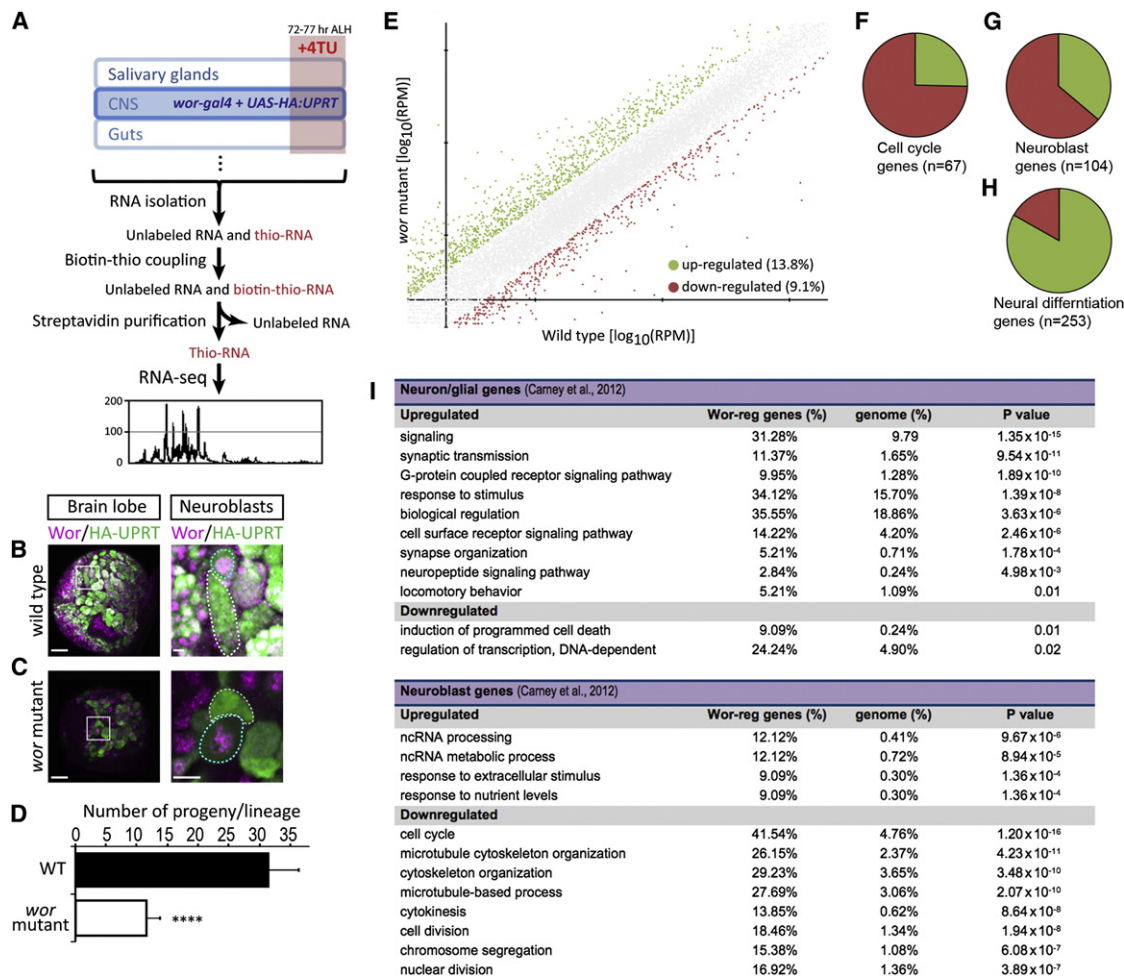 A
72-77 hr ALH
+4TU
Salivary glands
CNS wor-gal4 + UAS-HA:UPRT
Guts
RNA isolation
Unlabeled RNA and thio-RNA
Biotin-thio coupling
Unlabeled RNA and biotin-thio-RNA
Streptavidin purification
Unlabeled RNA
Thio-RNA
RNA-seq
200
100
0
Brain lobe
Neuroblasts
Wor/HA-UPRT
Wor/HA-UPRT
B
wild type
C
wor mutant
D
Number of progeny/lineage
0 5 10 15 20 25 30 35
WT
wor
mutant
****
E
wor mutant [log10(RPM)]
up-regulated (13.8%)
down-regulated (9.1%)
Wild type [log10(RPM)]
F
Cell cycle
genes (n=67)
G
Neuroblast
genes (n=104)
H
Neural differntiation
genes (n=253)
I
Neuron/glial genes (Carney et al., 2012)
Upregulated Wor-reg genes (%) genome (%) P value
signaling 31.28% 9.79 1.35 x 10-15
synaptic transmission 11.37% 1.65% 9.54 x 10-11
G-protein coupled receptor signaling pathway 9.95% 1.28% 1.89 x 10-10
response to stimulus 34.12% 15.70% 1.39 x 10-8
biological regulation 35.55% 18.86% 3.63 x 10-6
cell surface receptor signaling pathway 14.22% 4.20% 2.46 x 10-6
synapse organization 5.21% 0.71% 1.78 x 10-4
neuropeptide signaling pathway 2.84% 0.24% 4.98 x 10-3
locomotory behavior 5.21% 1.09% 0.01
Downregulated
induction of programmed cell death 9.09% 0.24% 0.01
regulation of transcription, DNA-dependent 24.24% 4.90% 0.02
Neuroblast genes (Carney et al., 2012)
Upregulated Wor-reg genes (%) genome (%) P value
ncRNA processing 12.12% 0.41% 9.67 x 10-6
ncRNA metabolic process 12.12% 0.72% 8.94 x 10-5
response to extracellular stimulus 9.09% 0.30% 1.36 x 10-4
response to nutrient levels 9.09% 0.30% 1.36 x 10-4
Downregulated
cell cycle 41.54% 4.76% 1.20 x 10-16
microtubule cytoskeleton organization 26.15% 2.37% 4.23 x 10-11
cytoskeleton organization 29.23% 3.65% 3.48 x 10-10
microtubule-based process 27.69% 3.06% 2.07 x 10-10
cytokinesis 13.85% 0.62% 8.64 x 10-8
cell division 18.46% 1.34% 1.94 x 10-8
chromosome segregation 15.38% 1.08% 6.08 x 10-7
nuclear division 16.92% 1.36% 3.89 x 10-7